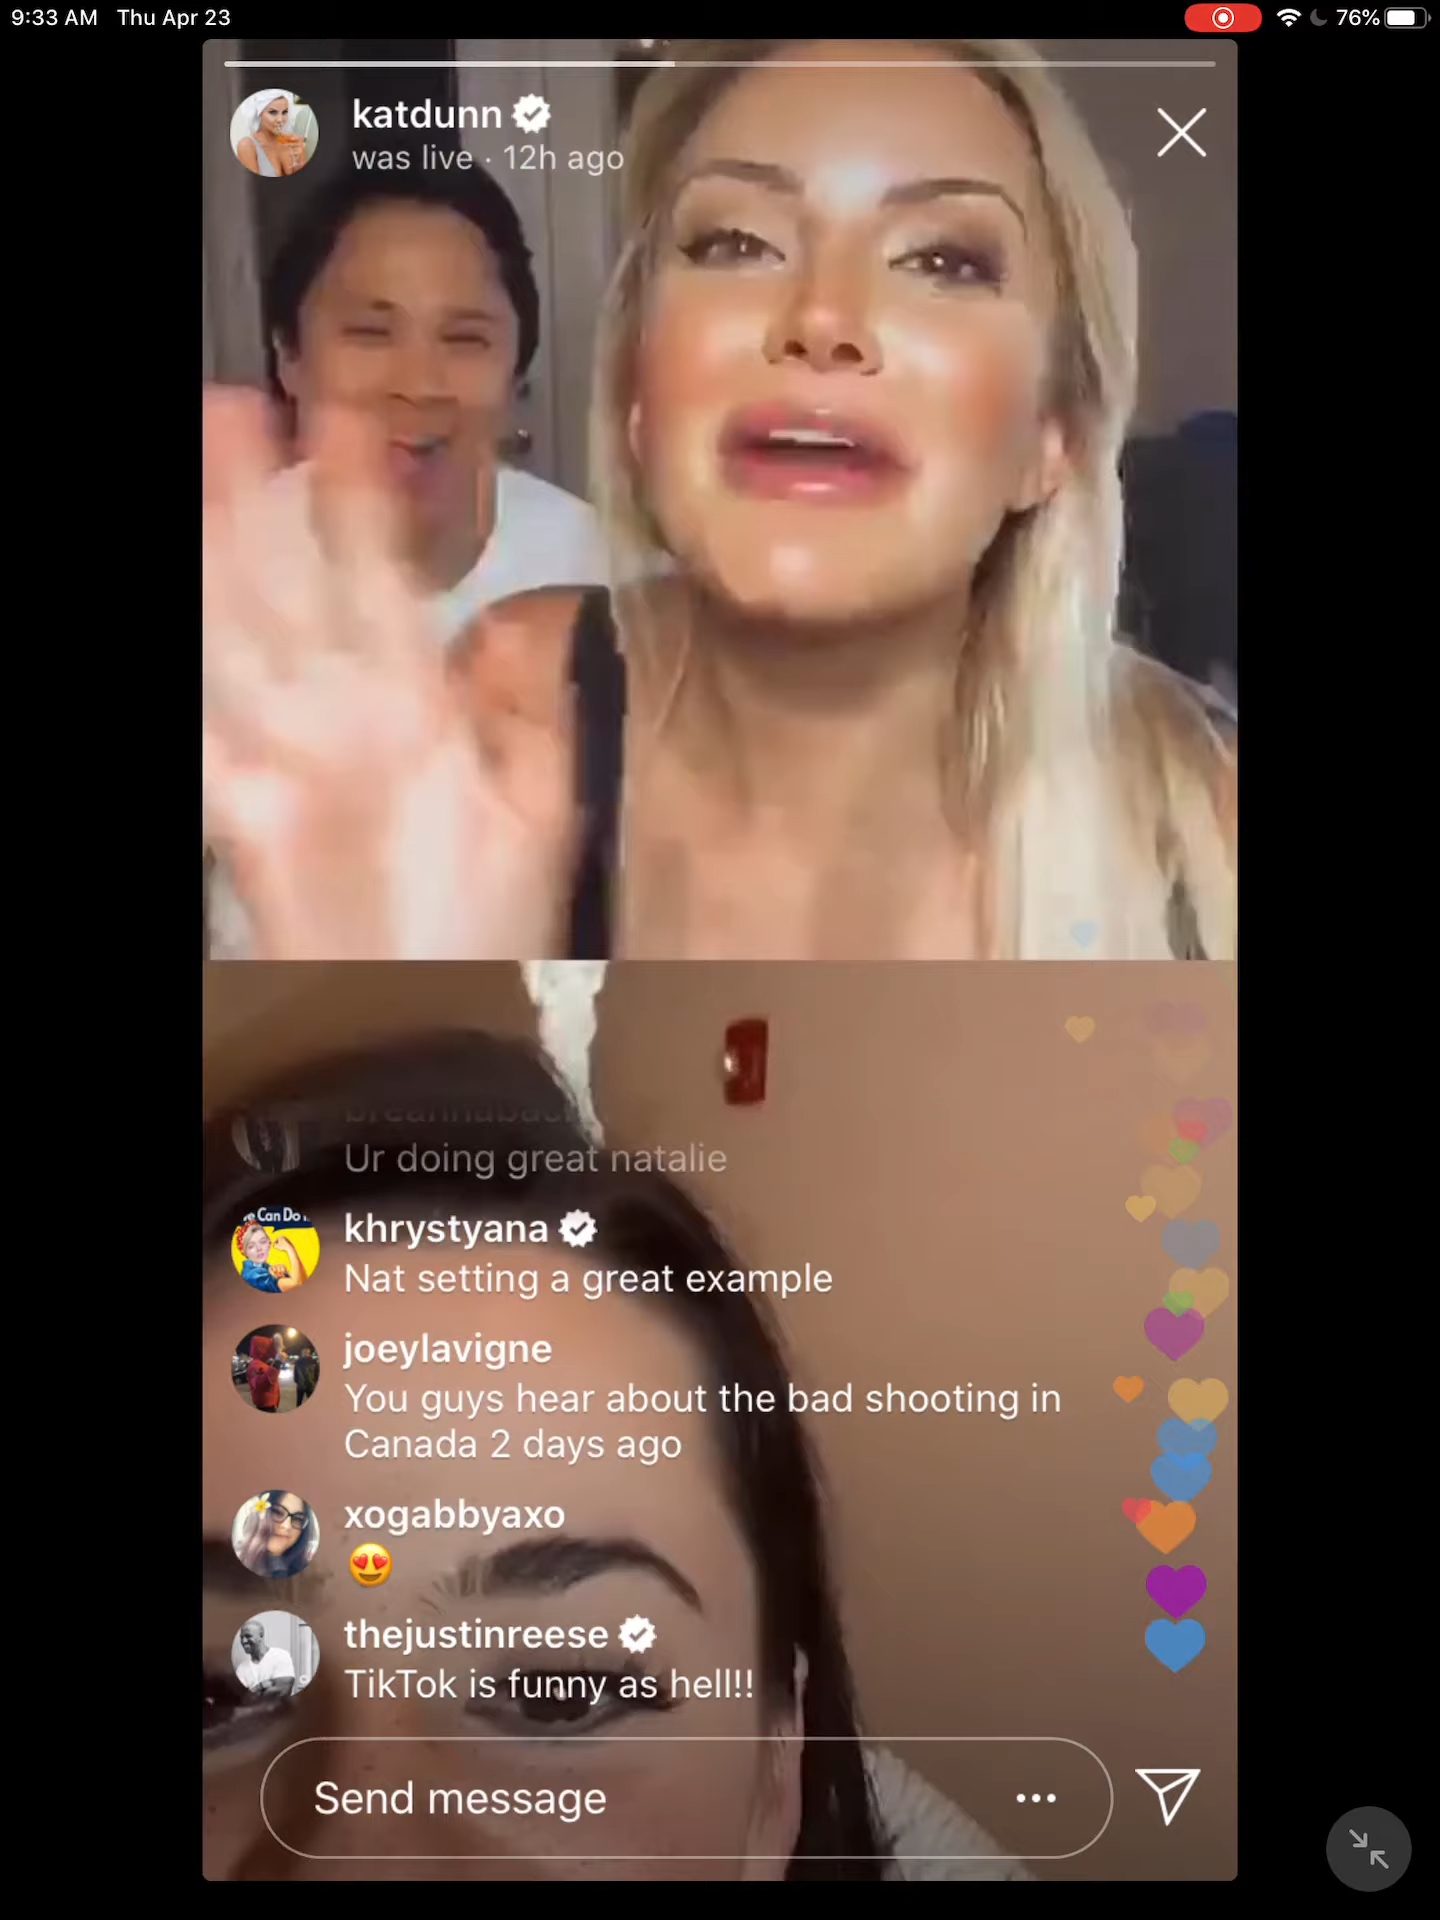 9:33 AM Thu Apr 23
76%
katdunn
was live · 12h ago
Ur doing great natalie
Can Do
khrystyana
Nat setting a great example
joeylavigne
You guys hear about the bad shooting in
Canada 2 days ago
xogabbyaxo
😍
thejustinreese
TikTok is funny as hell!!
Send message